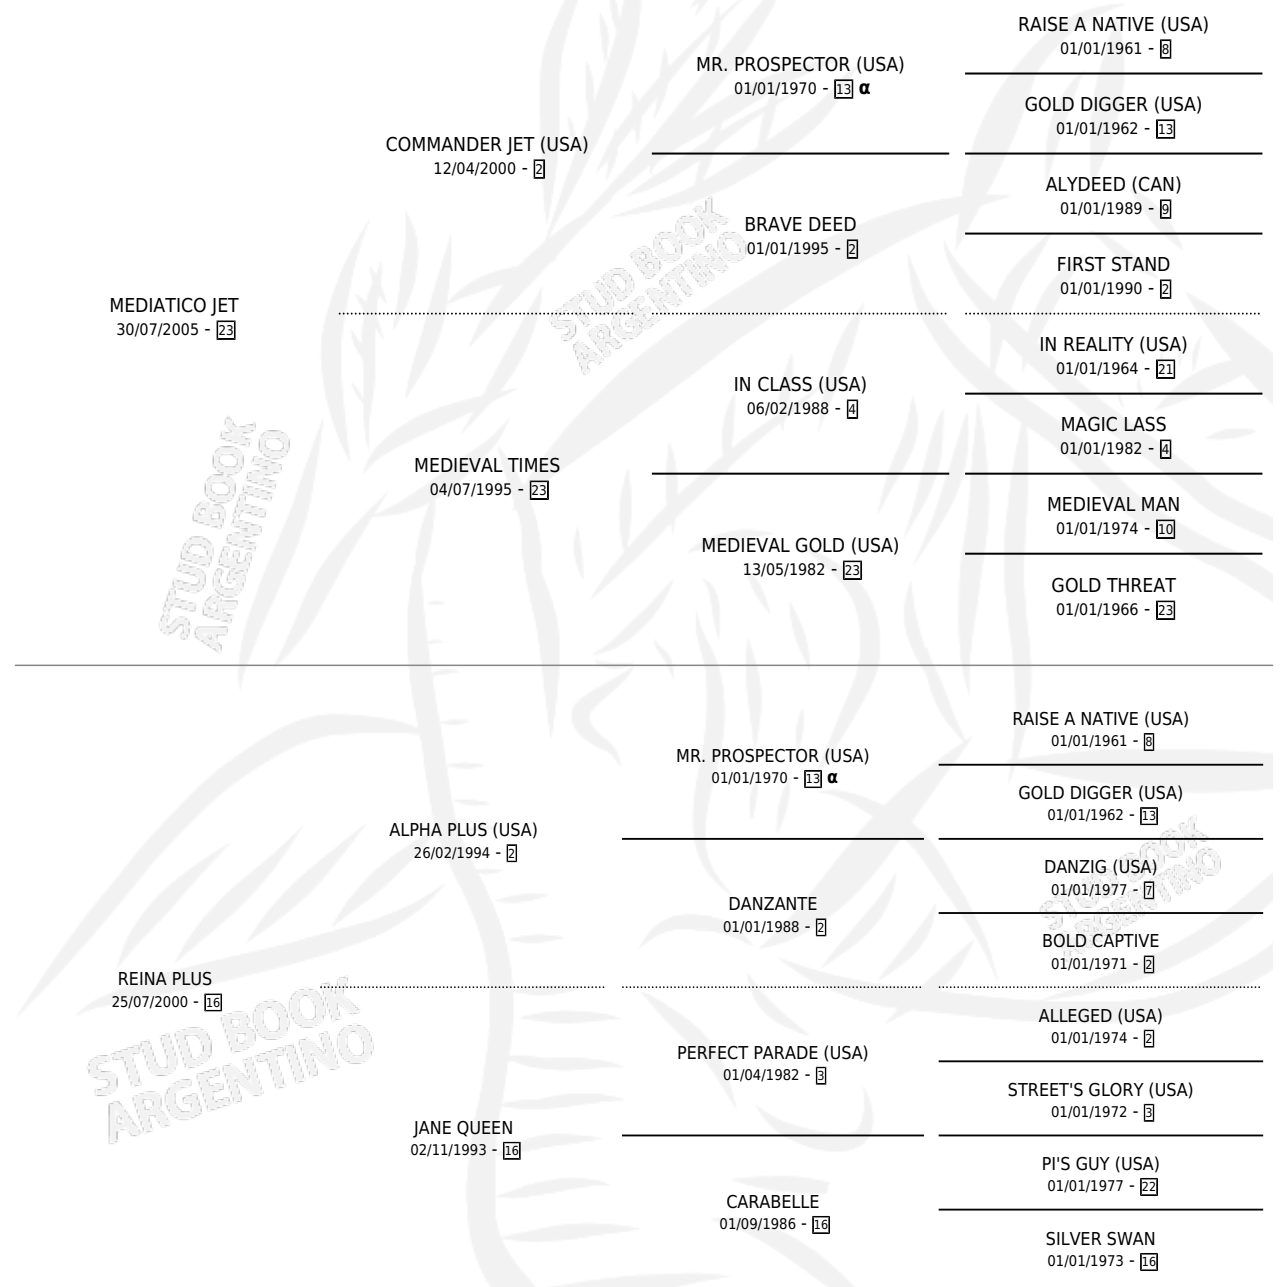 RAISE A NATIVE (USA)
01/01/1961 - 8
MR. PROSPECTOR (USA)
01/01/1970 - 13 α
GOLD DIGGER (USA)
01/01/1962 - 13
COMMANDER JET (USA)
12/04/2000 - 2
ALYDEED (CAN)
01/01/1989 - 9
BRAVE DEED
01/01/1995 - 2
FIRST STAND
01/01/1990 - 2
MEDIATICO JET
30/07/2005 - 23
IN REALITY (USA)
01/01/1964 - 21
IN CLASS (USA)
06/02/1988 - 4
MAGIC LASS
01/01/1982 - 4
MEDIEVAL TIMES
04/07/1995 - 23
MEDIEVAL MAN
01/01/1974 - 10
MEDIEVAL GOLD (USA)
13/05/1982 - 23
GOLD THREAT
01/01/1966 - 23
STUD BOOK
ARGENTINO
STUD BOOK
ARGENTINO
RAISE A NATIVE (USA)
01/01/1961 - 8
MR. PROSPECTOR (USA)
01/01/1970 - 13 α
GOLD DIGGER (USA)
01/01/1962 - 13
ALPHA PLUS (USA)
26/02/1994 - 2
DANZIG (USA)
01/01/1977 - 7
DANZANTE
01/01/1988 - 2
BOLD CAPTIVE
01/01/1971 - 2
REINA PLUS
25/07/2000 - 16
ALLEGED (USA)
01/01/1974 - 2
PERFECT PARADE (USA)
01/04/1982 - 3
STREET'S GLORY (USA)
01/01/1972 - 3
JANE QUEEN
02/11/1993 - 16
PI'S GUY (USA)
01/01/1977 - 22
CARABELLE
01/09/1986 - 16
SILVER SWAN
01/01/1973 - 16
STUD BOOK
ARGENTINO
STUD BOOK
ARGENTINO